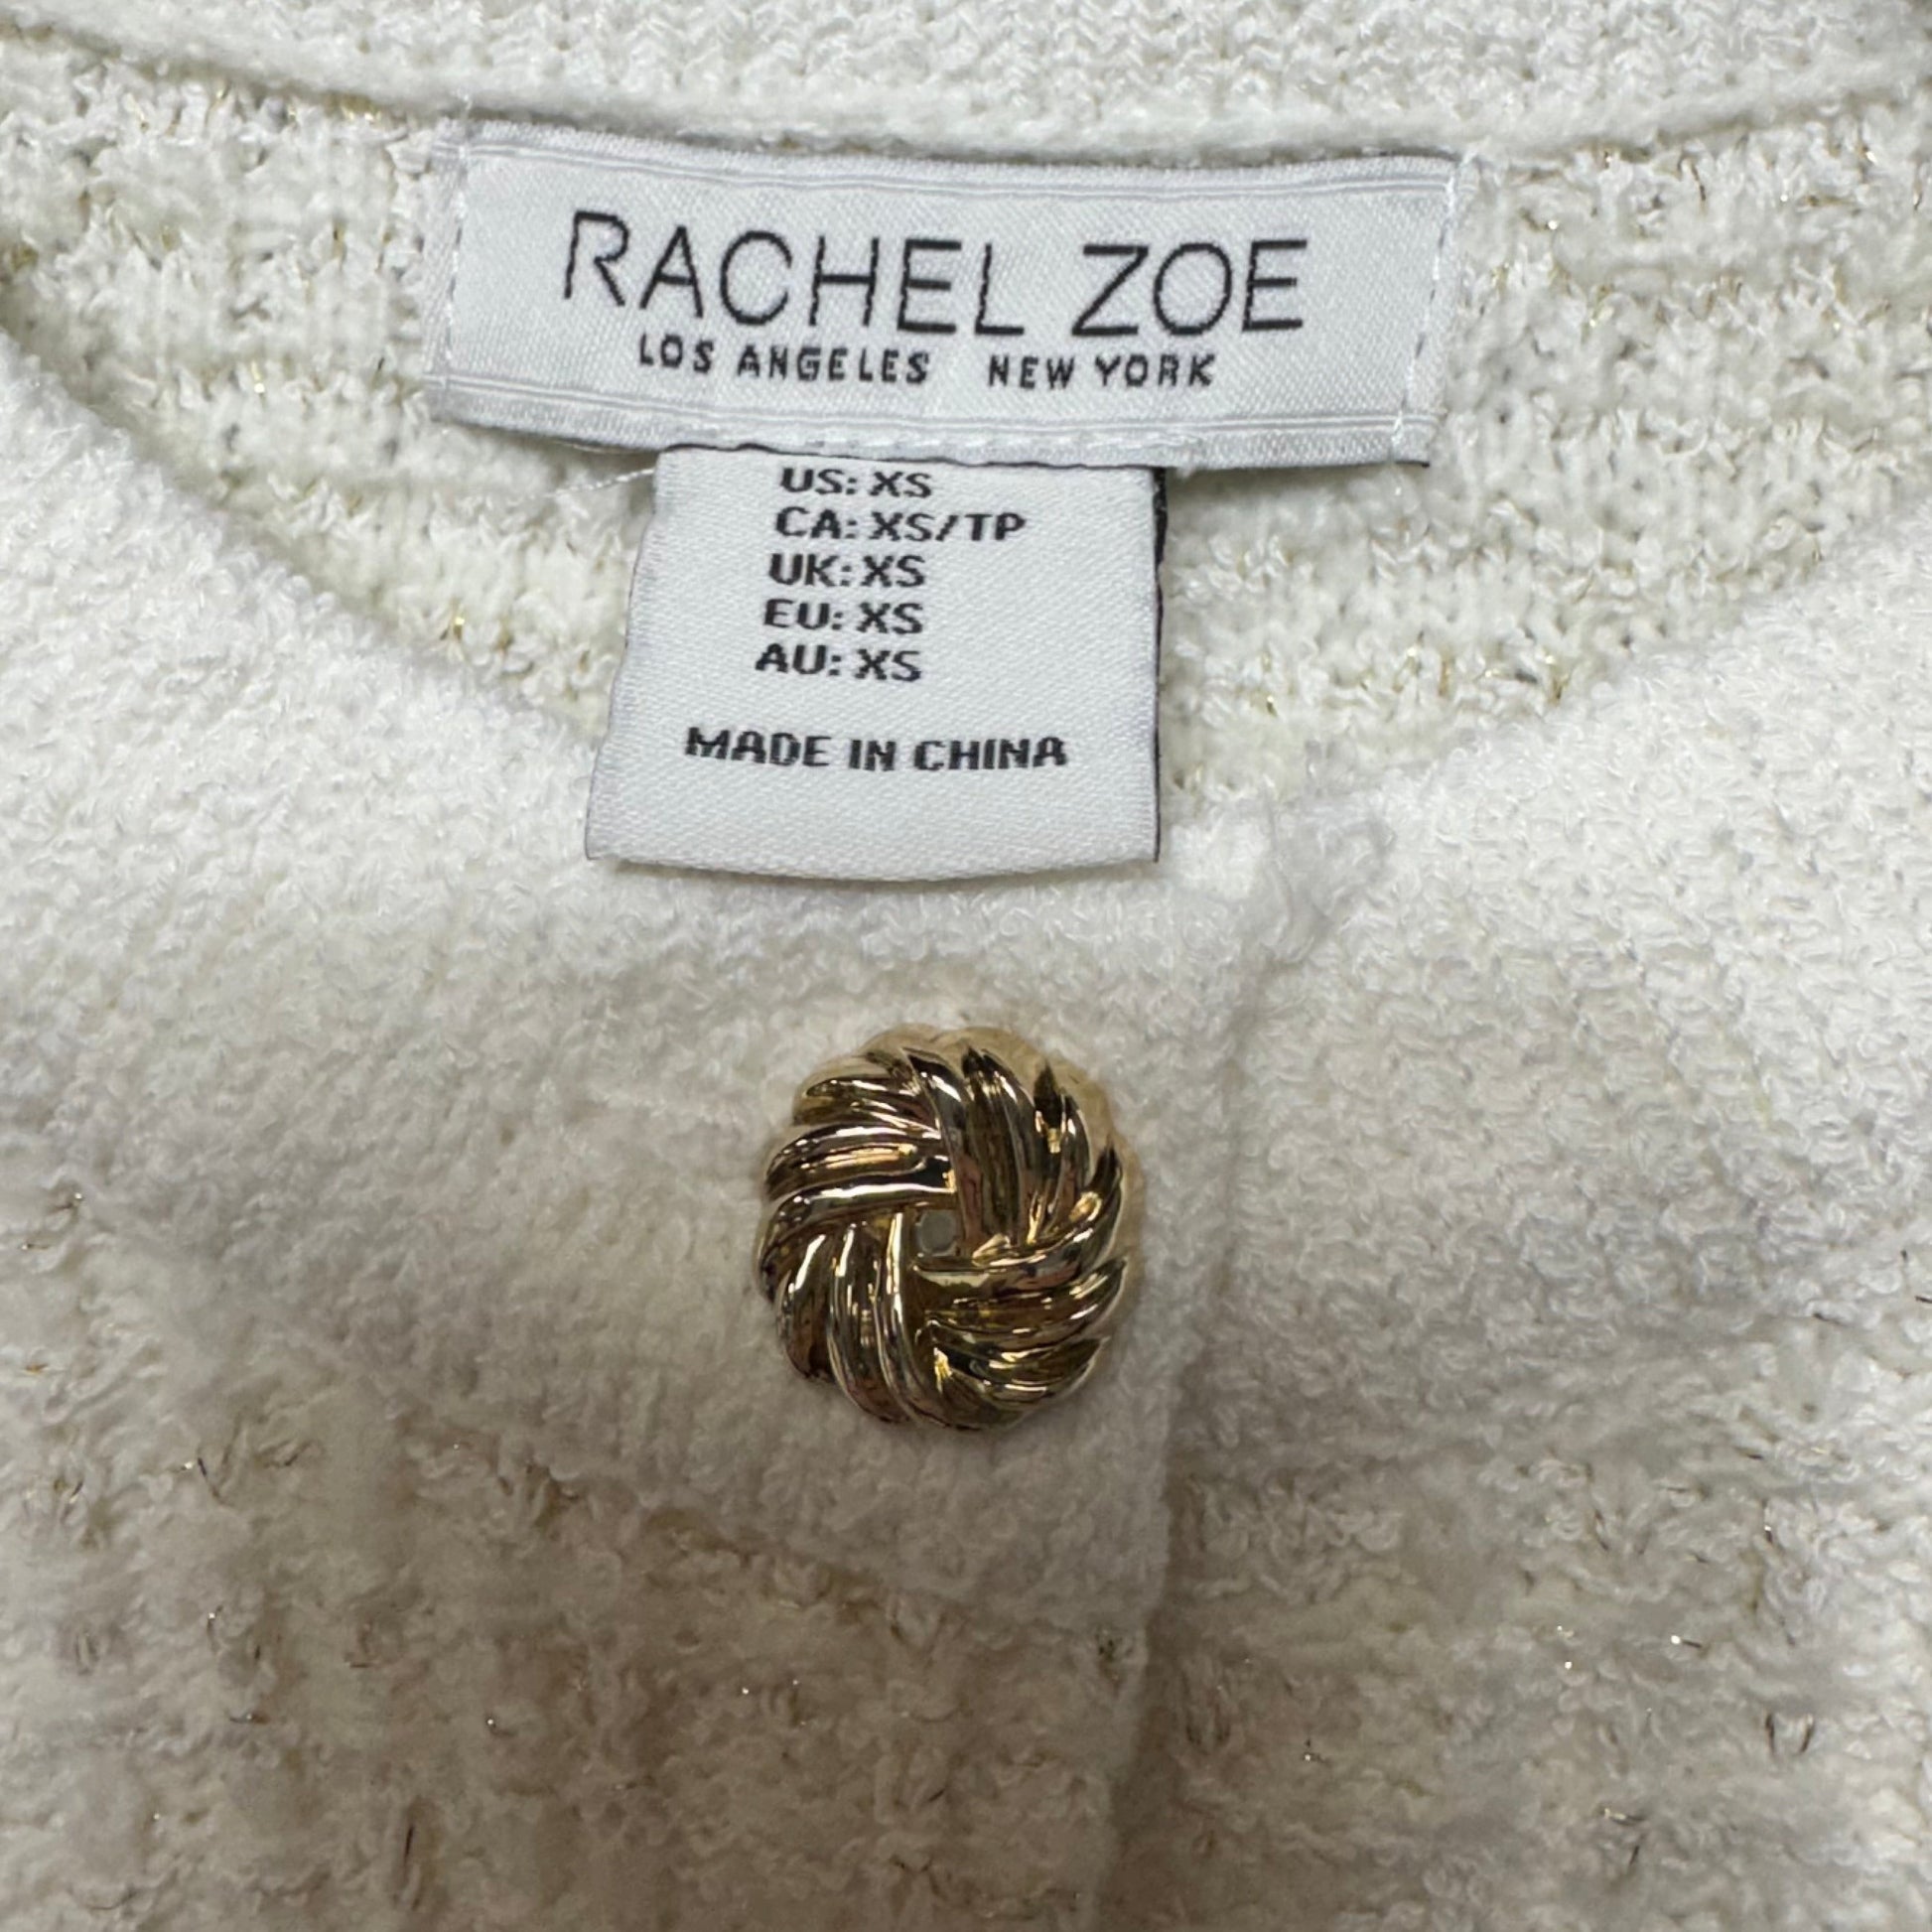 RACHEL ZOE
LOS ANGELES NEW YORK
US: XS
CA: XS/TP
UK: XS
EU: XS
AU: XS
MADE IN CHINA